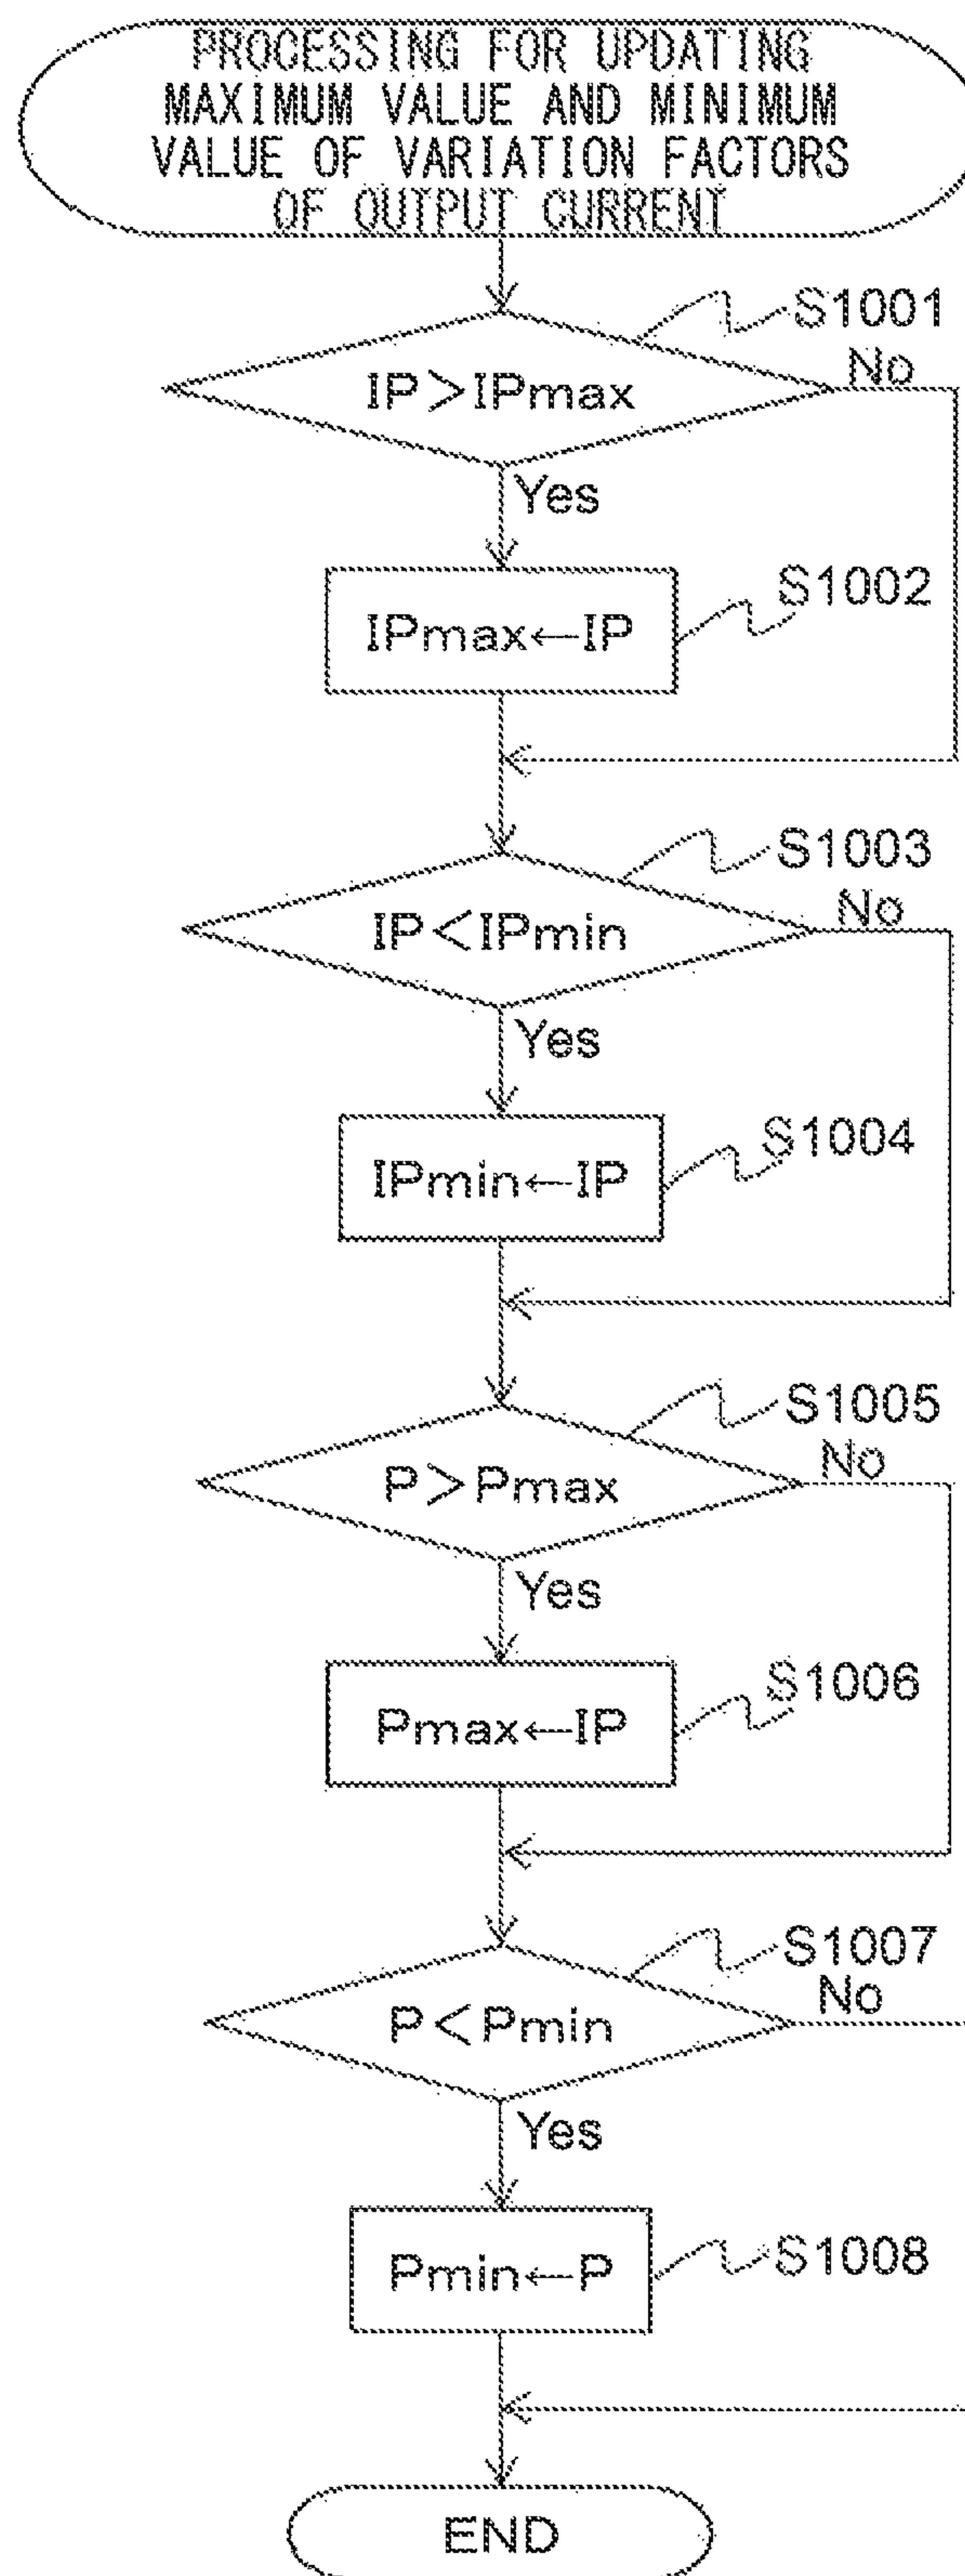 PROCESSING FOR UPDATING
MAXIMUM VALUE AND MINIMUM
VALUE OF VARIATION FACTORS
OF OUTPUT CURRENT
S1001
IP>IPmax
No
Yes
S1002
IPmax←IP
S1003
IP<IPmin
No
Yes
S1004
IPmin←IP
S1005
P>Pmax
No
Yes
S1006
Pmax←IP
S1007
P<Pmin
No
Yes
S1008
Pmin←P
END